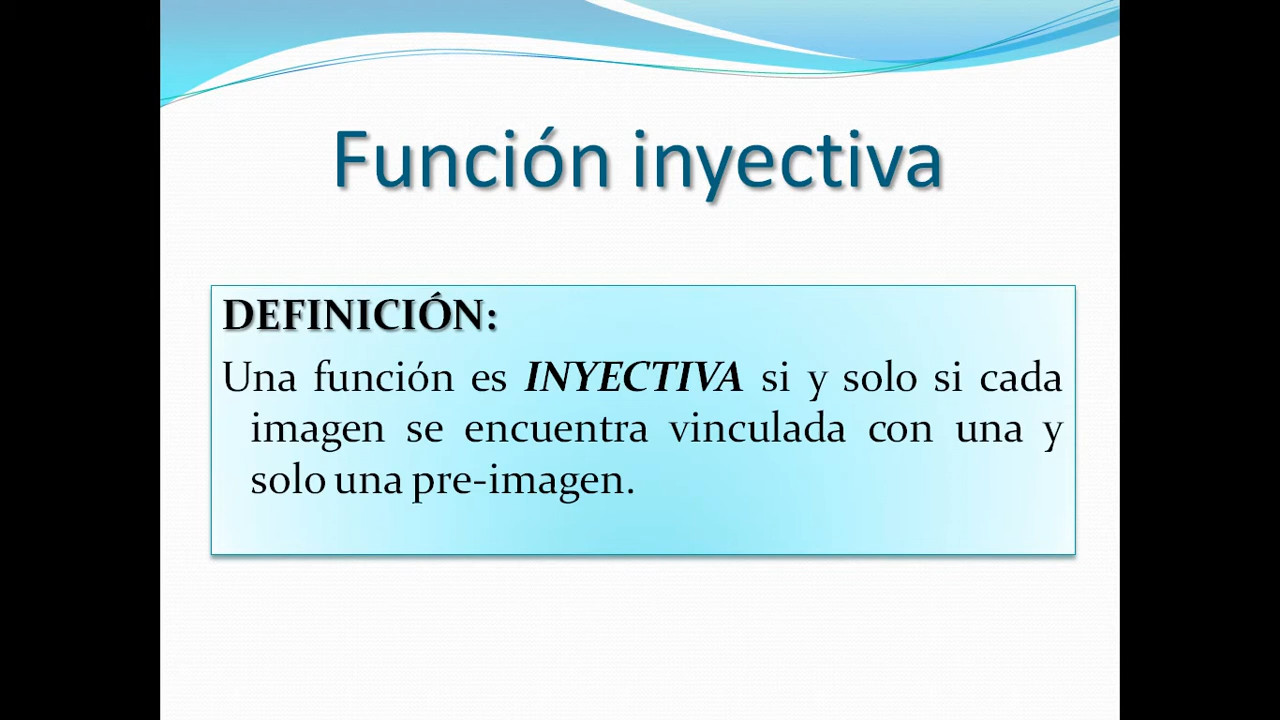 Función inyectiva
DEFINICIÓN:
Una función es INYECTIVA si y solo si cada
imagen se encuentra vinculada con una y
solo una pre-imagen.